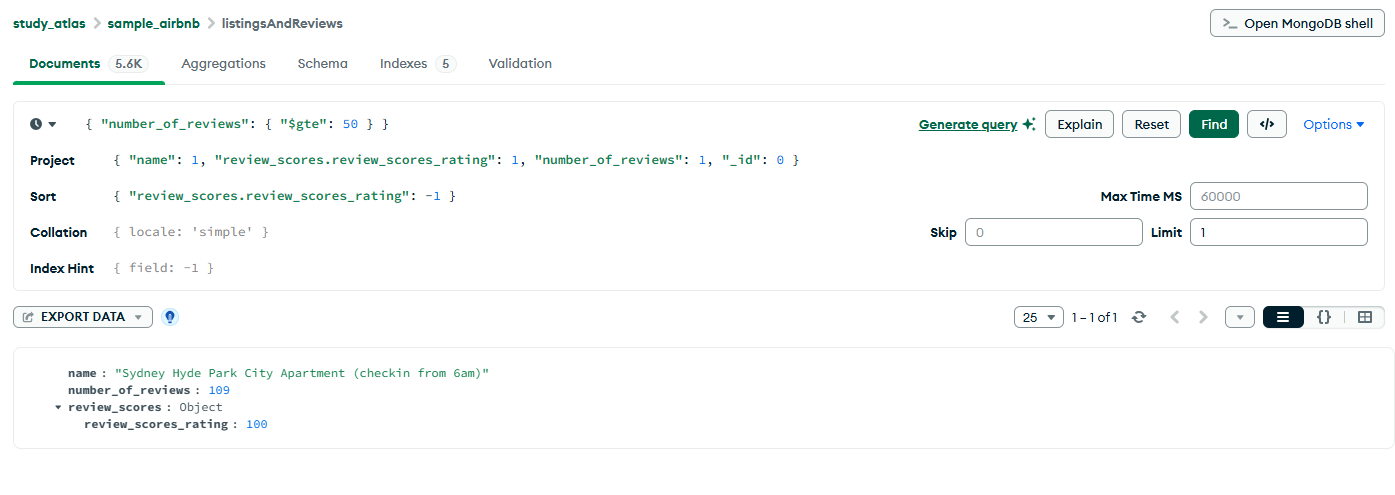 study_atlas > sample_airbnb > listingsAndReviews
>_ Open MongoDB shell
Documents 5.6K Aggregations Schema Indexes 5 Validation
{ "number_of_reviews": { "$gte": 50 } }
Generate query Explain Reset Find </> Options
Project { "name": 1, "review_scores.review_scores_rating": 1, "number_of_reviews": 1, "_id": 0 }
Sort { "review_scores.review_scores_rating": -1 }
Max Time MS 60000
Collation { locale: 'simple' }
Skip 0 Limit 1
Index Hint { field: -1 }
EXPORT DATA
25 1 – 1 of 1 {}
name : "Sydney Hyde Park City Apartment (checkin from 6am)"
number_of_reviews : 109
review_scores : Object
review_scores_rating : 100